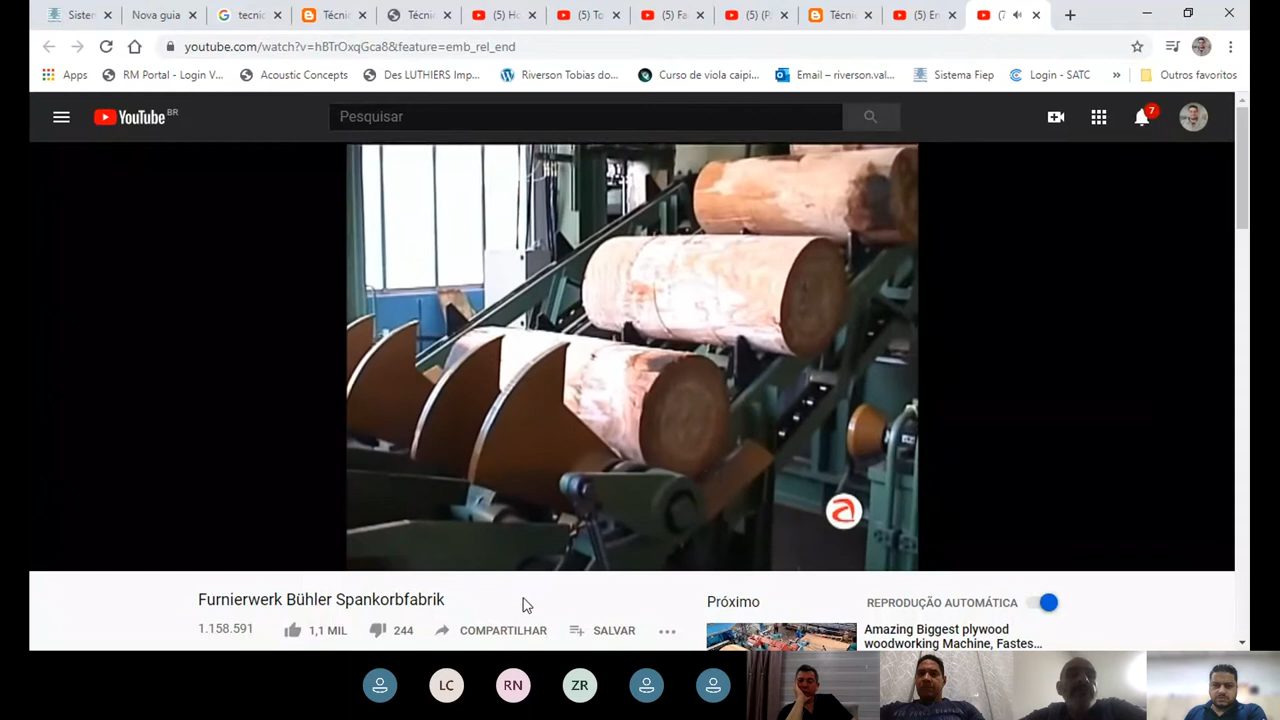 Sisten
Nova guia
tecnic
Técni
Técni
(5) Ho
(5) To
(5) Fa
(5) (P
Técni
(5) En
(7
youtube.com/watch?v=hBTrOxqGca8&feature=emb_rel_end
Apps
RM Portal - Login V...
Acoustic Concepts
Des LUTHIERS Imp...
Riverson Tobias do...
Curso de viola caipi...
Email – riverson.val...
Sistema Fiep
Login - SATC
»
Outros favoritos
YouTube BR
Pesquisar
7
a
Furnierwerk Bühler Spankorbfabrik
1.158.591
1,1 MIL
244
COMPARTILHAR
SALVAR
Próximo
REPRODUÇÃO AUTOMÁTICA
Amazing Biggest plywood
woodworking Machine, Fastes...
LC
RN
ZR